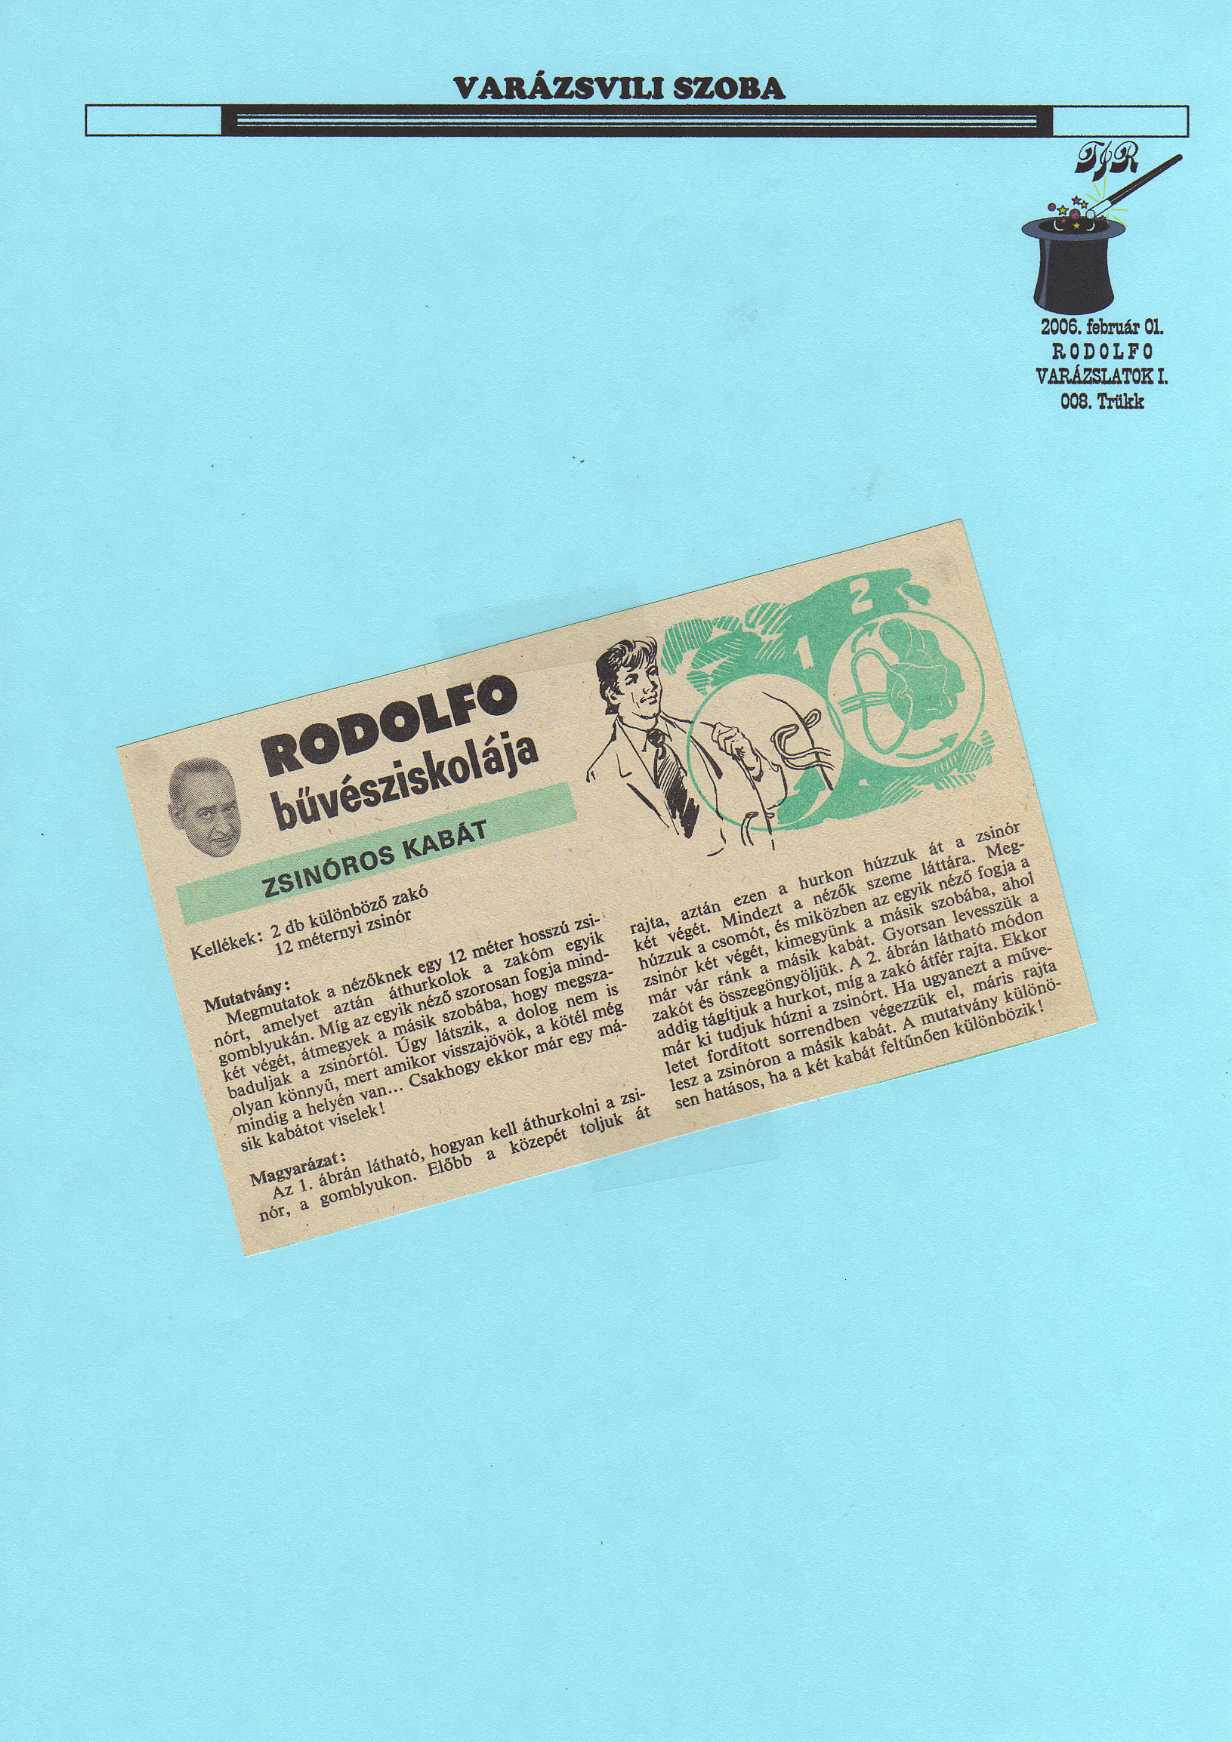 VARÁZSVILI SZOBA
TJR
2006. február 01.
RODOLFO
VARÁZSLATOK I.
008. Trükk
RODOLFO
bűvésziskolája
ZSINÓROS KABÁT
1
2
Kellékek: 2 db különböző zakó
12 méternyi zsinór
Mutatvány:
Megmutatok a nézőknek egy 12 méter hosszú zsi-
nórt, amelyet aztán áthurkolok a zakóm egyik
gomblyukán. Míg az egyik néző szorosan fogja mind-
két végét, átmegyek a másik szobába, hogy megsza-
baduljak a zsinórtól. Úgy látszik, a dolog nem is
olyan könnyű, mert amikor visszajövök, a kötél még
mindig a helyén van... Csakhogy ekkor már egy má-
sik kabátot viselek!
Magyarázat:
Az 1. ábrán látható, hogyan kell áthurkolni a zsi-
nór, a gomblyukon. Előbb a közepét toljuk át
rajta, aztán ezen a hurkon húzzuk át a zsinór
két végét. Mindezt a nézők szeme láttára. Meg-
húzzuk a csomót, és miközben az egyik néző fogja a
zsinór két végét, kimegyünk a másik szobába, ahol
már vár ránk a másik kabát. Gyorsan levesszük a
zakót és összegöngyöljük. A 2. ábrán látható módon
addig tágítjuk a hurkot, míg a zakó átfér rajta. Ekkor
már ki tudjuk húzni a zsinórt. Ha ugyanezt a műve-
letet fordított sorrendben végezzük el, máris rajta
lesz a zsinóron a másik kabát. A mutatvány különö-
sen hatásos, ha a két kabát feltűnően különbözik!